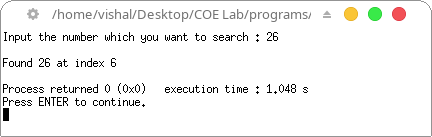 /home/vishal/Desktop/COE Lab/programs/
Input the number which you want to search : 26
Found 26 at index 6
Process returned 0 (0x0)   execution time : 1.048 s
Press ENTER to continue.